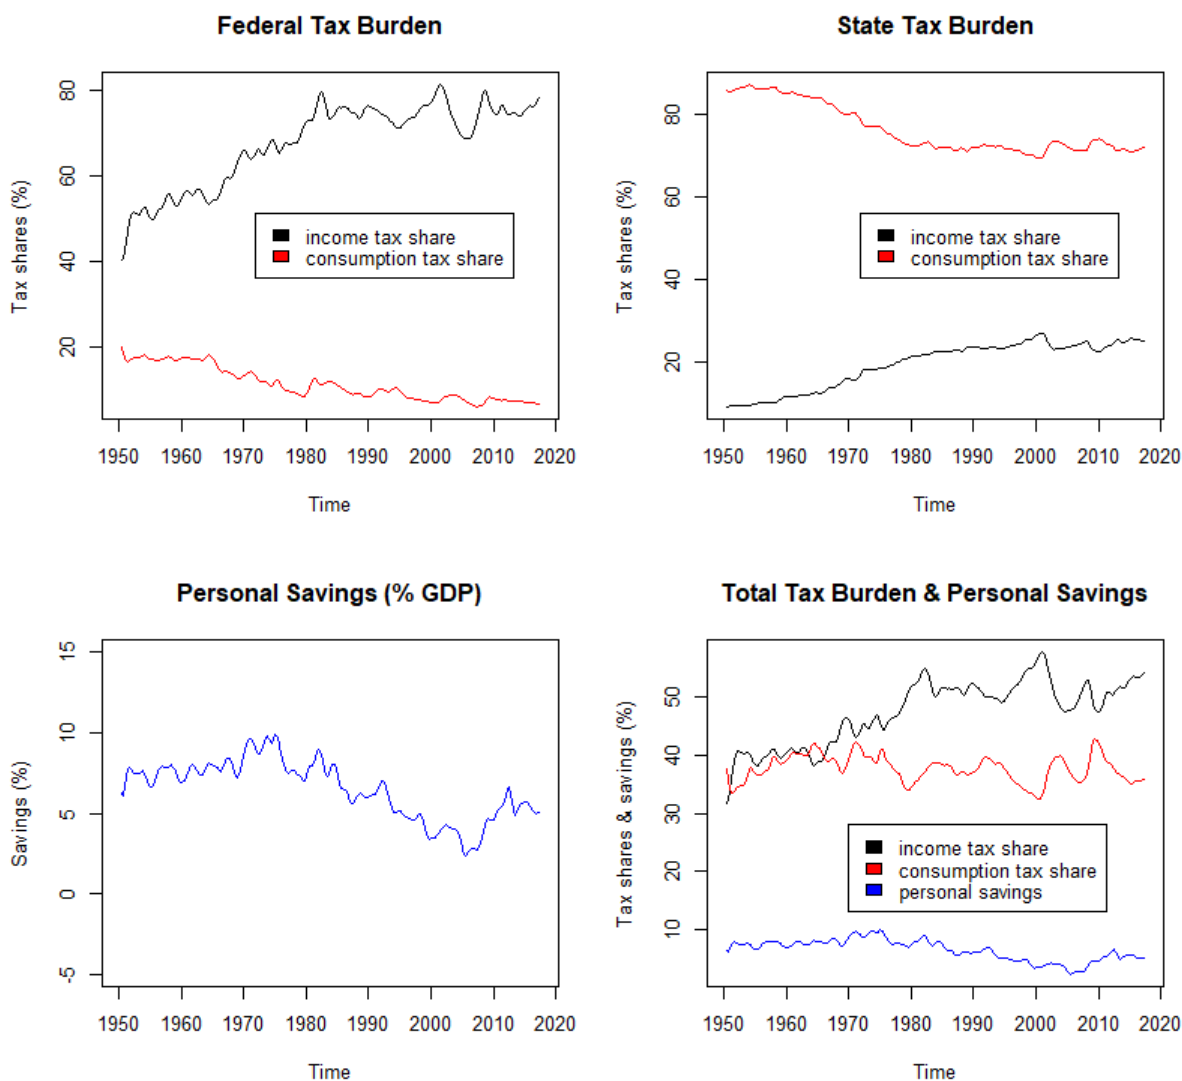 Federal Tax Burden
Tax shares (%)
80
60
40
20
income tax share
consumption tax share
1950 1960 1970 1980 1990 2000 2010 2020
Time
State Tax Burden
Tax shares (%)
80
60
40
20
income tax share
consumption tax share
1950 1960 1970 1980 1990 2000 2010 2020
Time
Personal Savings (% GDP)
Savings (%)
15
10
5
0
-5
1950 1960 1970 1980 1990 2000 2010 2020
Time
Total Tax Burden & Personal Savings
Tax shares & savings (%)
50
40
30
20
10
income tax share
consumption tax share
personal savings
1950 1960 1970 1980 1990 2000 2010 2020
Time